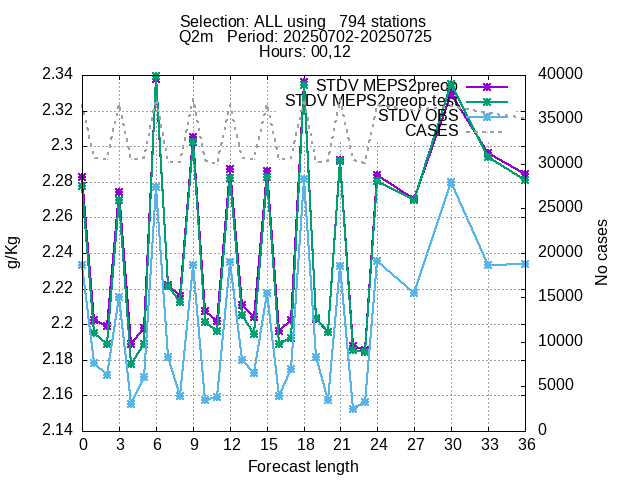 Selection: ALL using   794 stations
Q2m   Period: 20250702-20250725
Hours: 00,12
STDV MEPS2preop
STDV MEPS2preop-test
STDV OBS
CASES
2.34
2.32
2.3
2.28
2.26
2.24
2.22
2.2
2.18
2.16
2.14
g/Kg
40000
35000
30000
25000
20000
15000
10000
5000
0
No cases
0 3 6 9 12 15 18 21 24 27 30 33 36
Forecast length